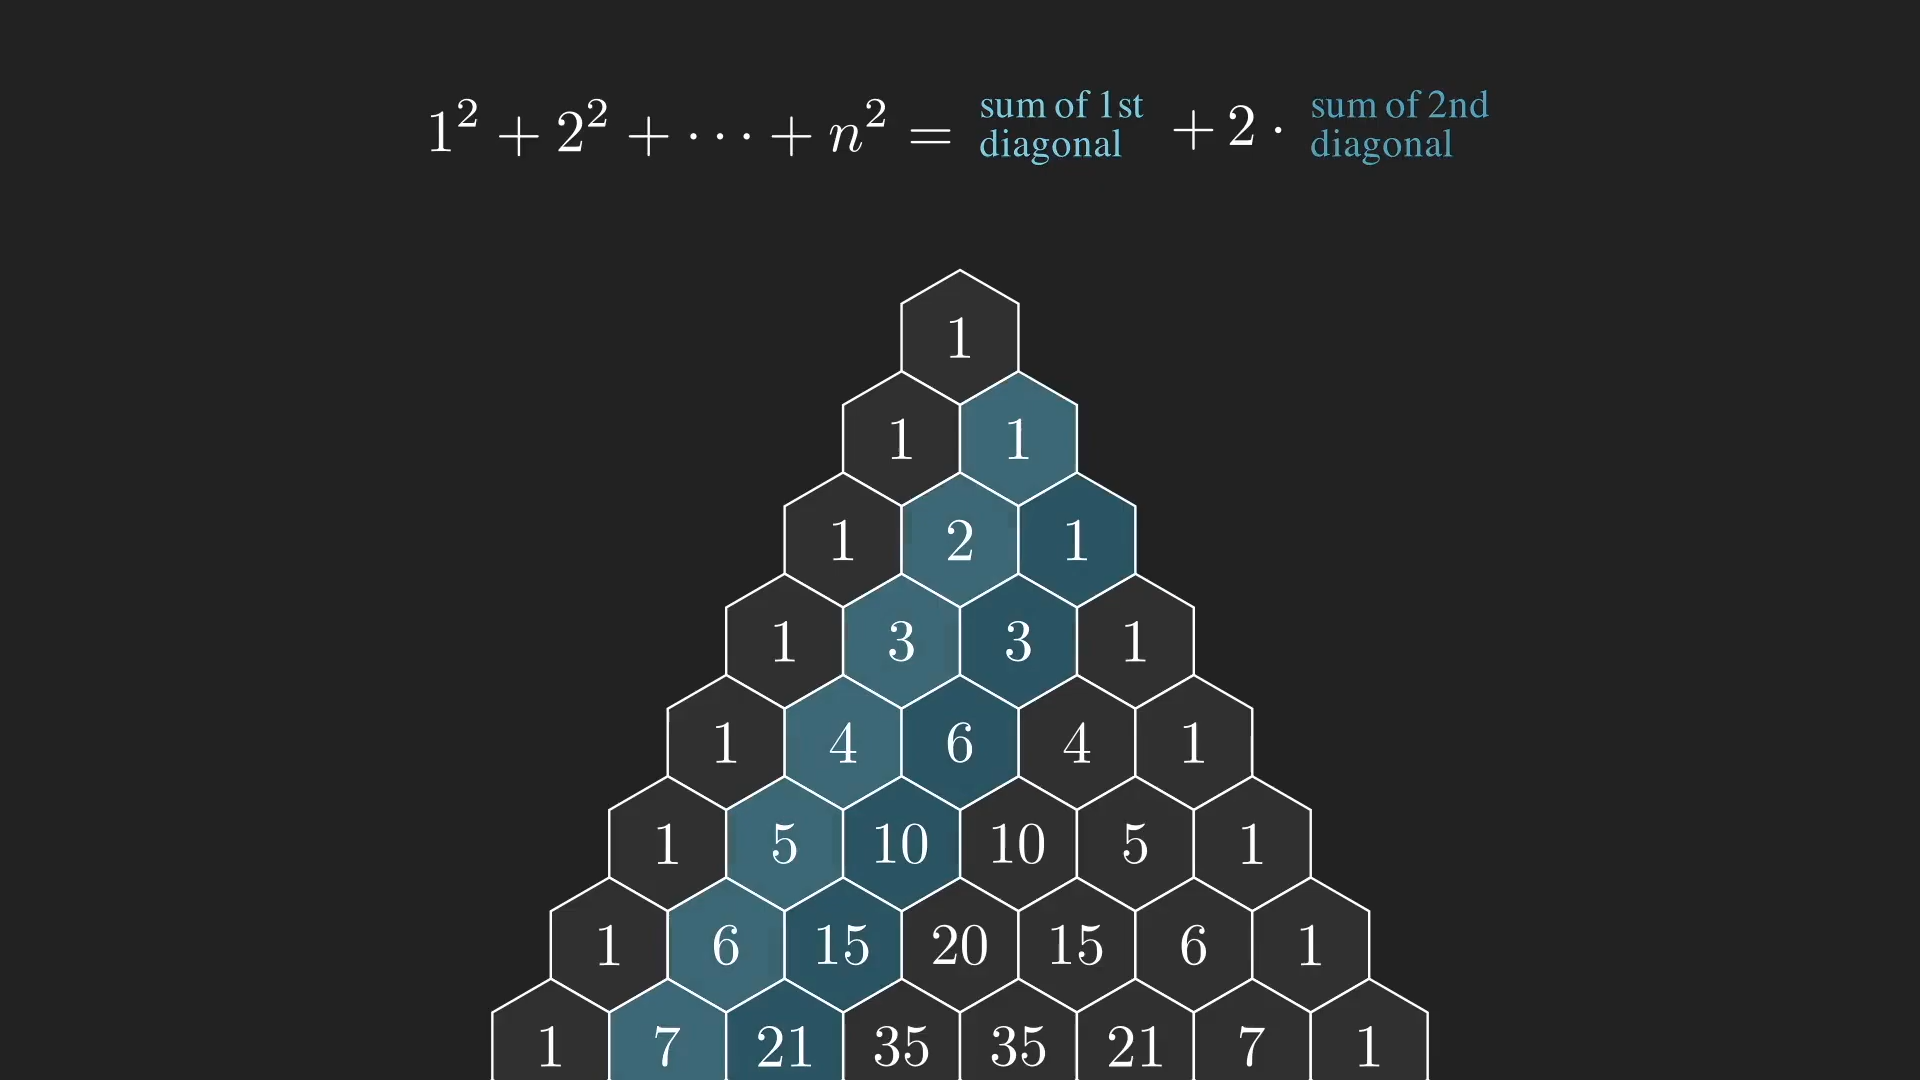 1² + 2² + ⋯ + n² = sum of 1st diagonal + 2 · sum of 2nd diagonal
1
1 1
1 2 1
1 3 3 1
1 4 6 4 1
1 5 10 10 5 1
1 6 15 20 15 6 1
1 7 21 35 35 21 7 1